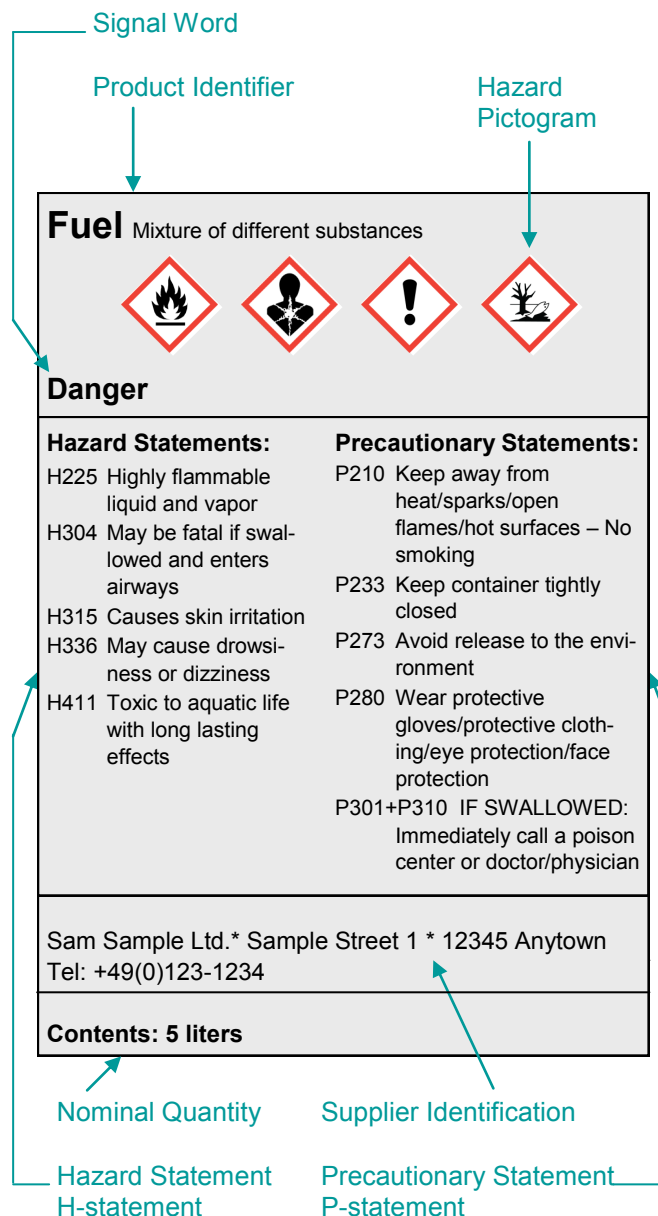 Signal Word
Product Identifier
Hazard
Pictogram
Fuel Mixture of different substances
Danger
Hazard Statements:
H225 Highly flammable
liquid and vapor
H304 May be fatal if swal-
lowed and enters
airways
H315 Causes skin irritation
H336 May cause drowsi-
ness or dizziness
H411 Toxic to aquatic life
with long lasting
effects
Precautionary Statements:
P210 Keep away from
heat/sparks/open
flames/hot surfaces – No
smoking
P233 Keep container tightly
closed
P273 Avoid release to the envi-
ronment
P280 Wear protective
gloves/protective cloth-
ing/eye protection/face
protection
P301+P310 IF SWALLOWED:
Immediately call a poison
center or doctor/physician
Sam Sample Ltd.* Sample Street 1 * 12345 Anytown
Tel: +49(0)123-1234
Contents: 5 liters
Nominal Quantity
Supplier Identification
Hazard Statement
H-statement
Precautionary Statement
P-statement